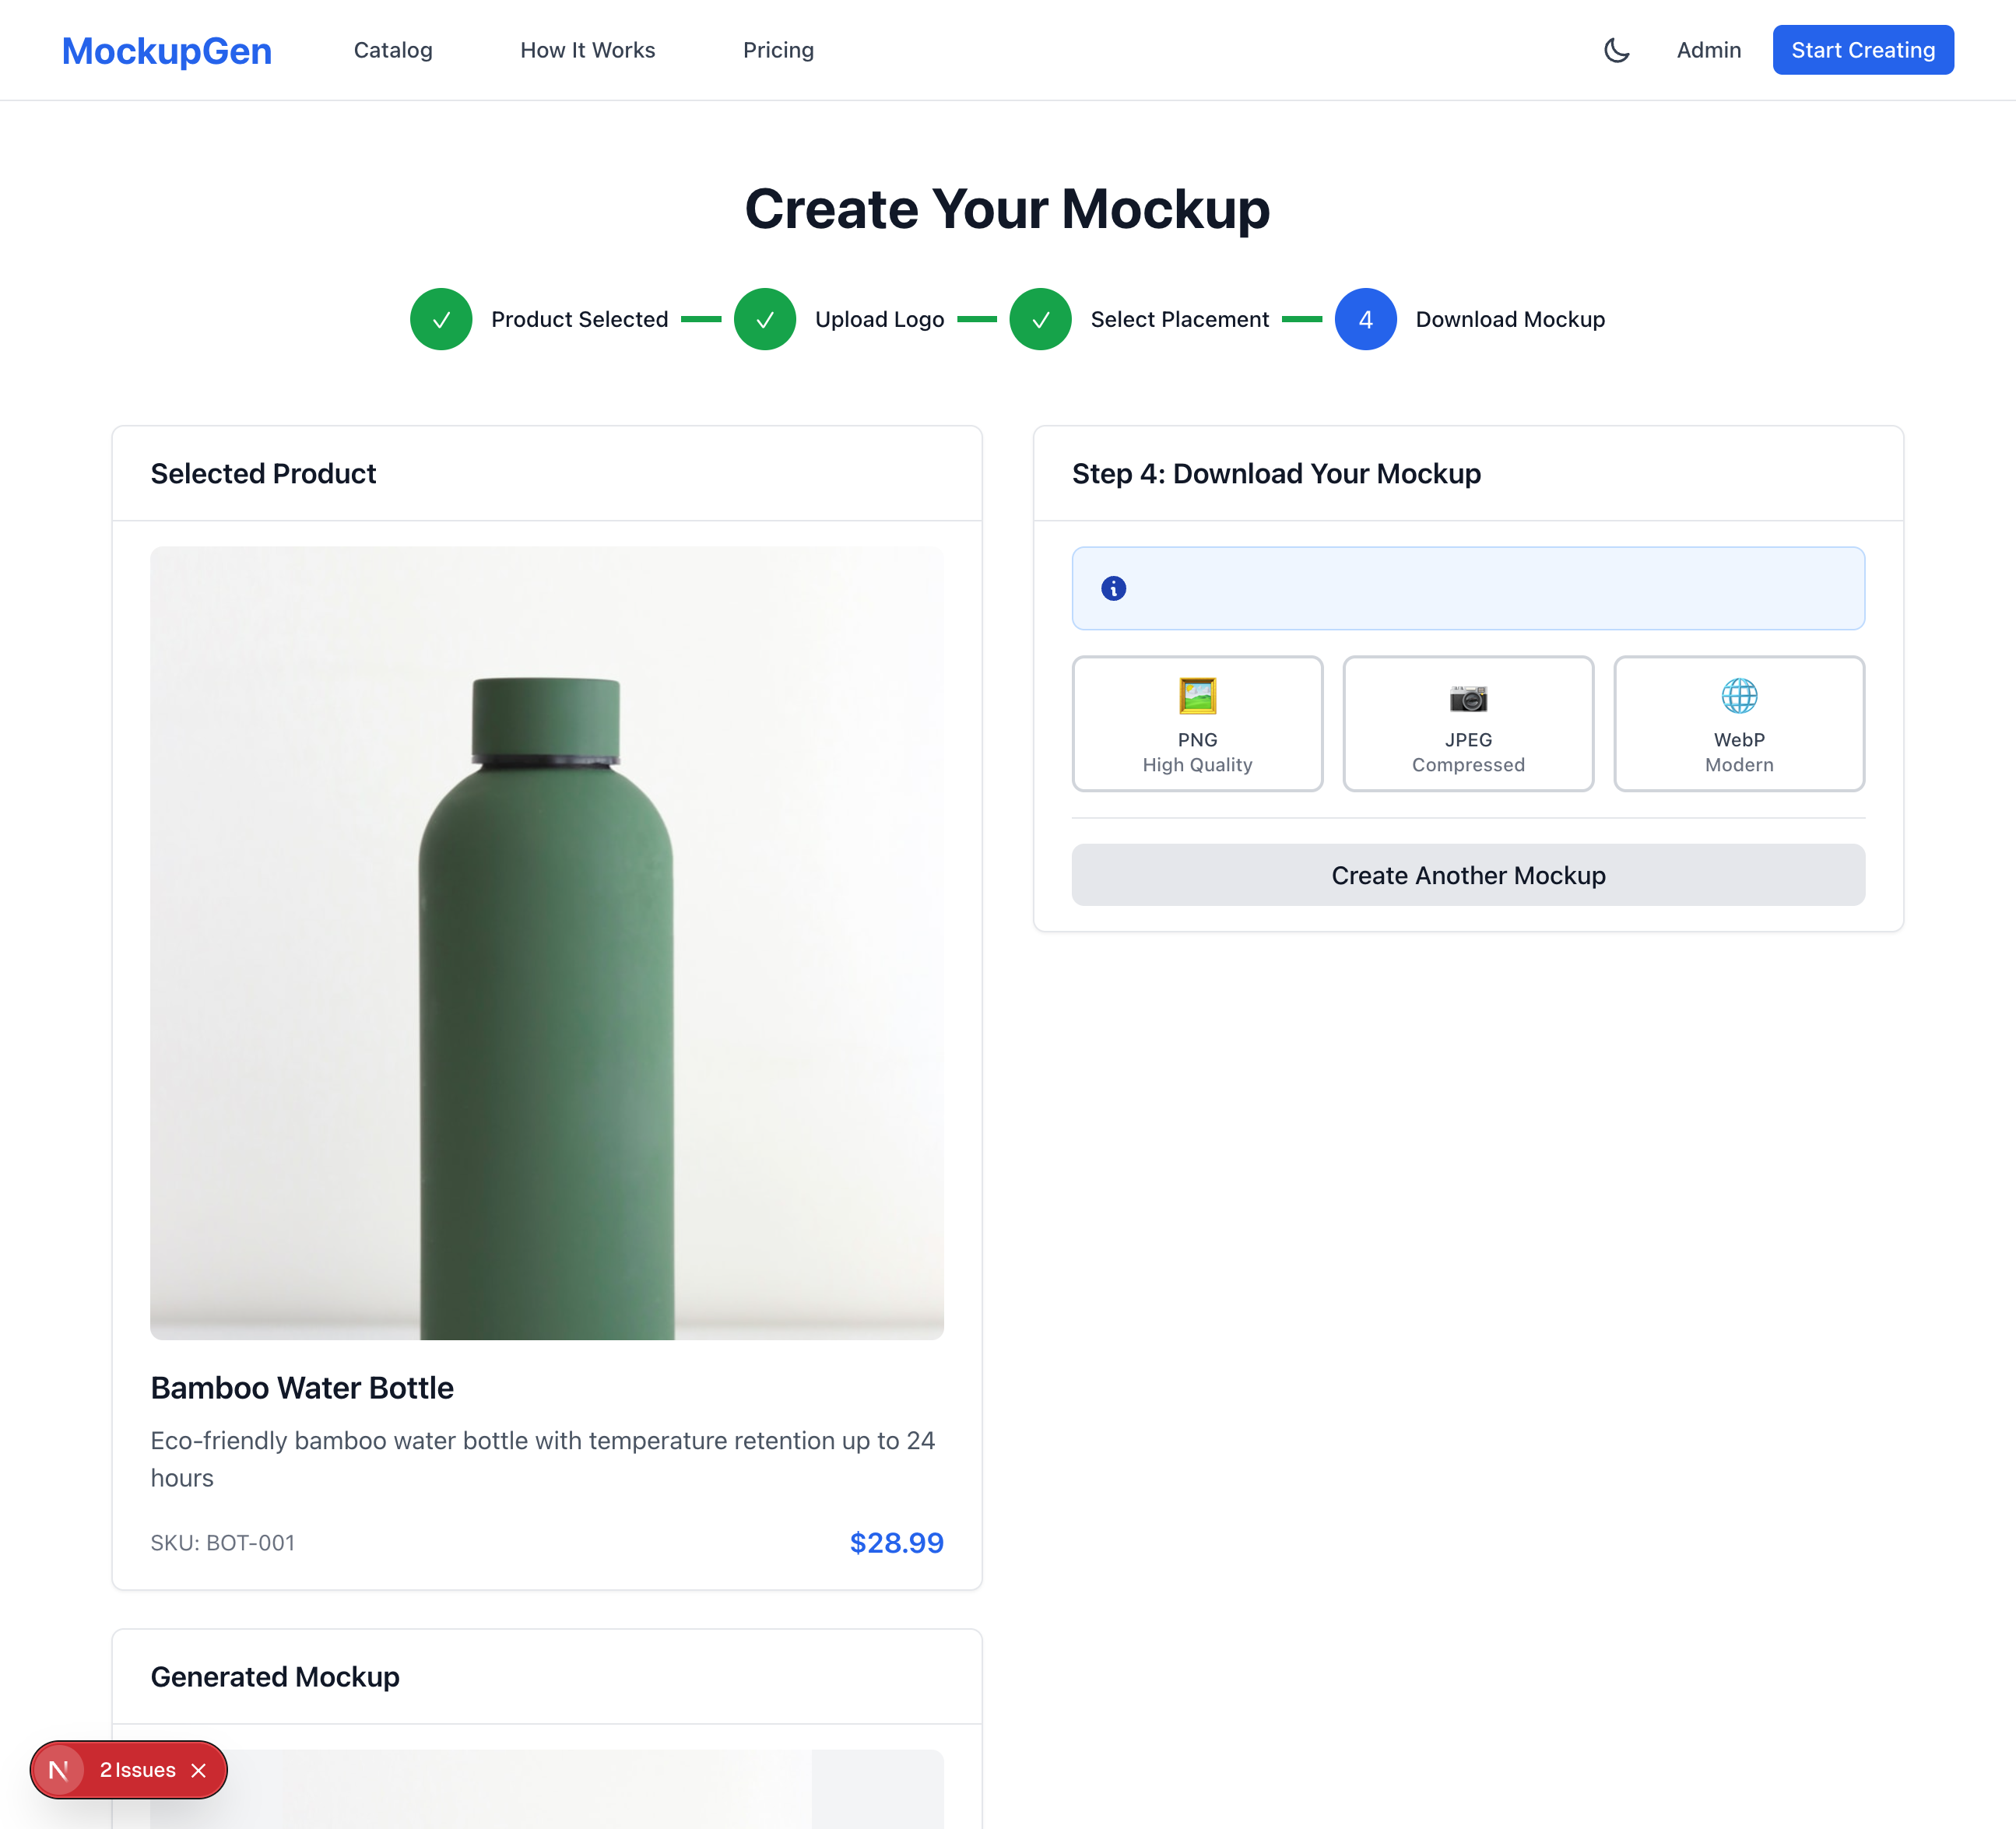 MockupGen
Catalog
How It Works
Pricing
Admin
Start Creating
Create Your Mockup
Product Selected
Upload Logo
Select Placement
4
Download Mockup
Selected Product
Bamboo Water Bottle
Eco-friendly bamboo water bottle with temperature retention up to 24
hours
SKU: BOT-001
$28.99
Generated Mockup
Step 4: Download Your Mockup
PNG
High Quality
JPEG
Compressed
WebP
Modern
Create Another Mockup
N
2 Issues